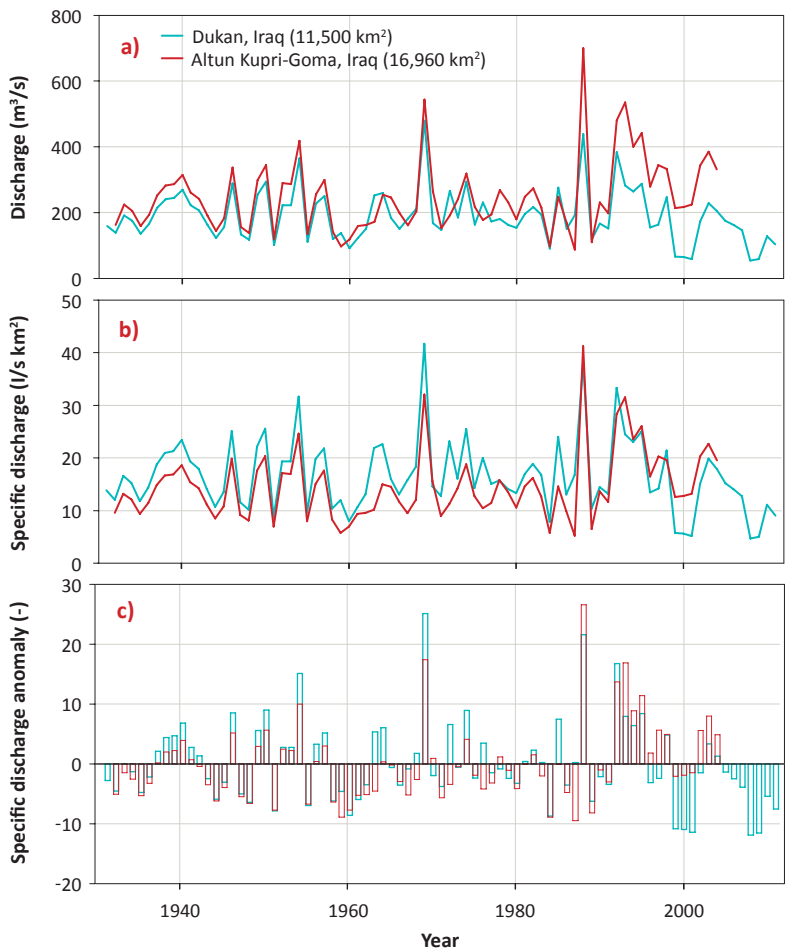 800
a)
Dukan, Iraq (11,500 km²)
Altun Kupri-Goma, Iraq (16,960 km²)
600
400
200
0
Discharge (m³/s)
50
b)
40
30
20
10
0
Specific discharge (l/s km²)
30
c)
20
10
0
-10
-20
Specific discharge anomaly (-)
1940
1960
1980
2000
Year